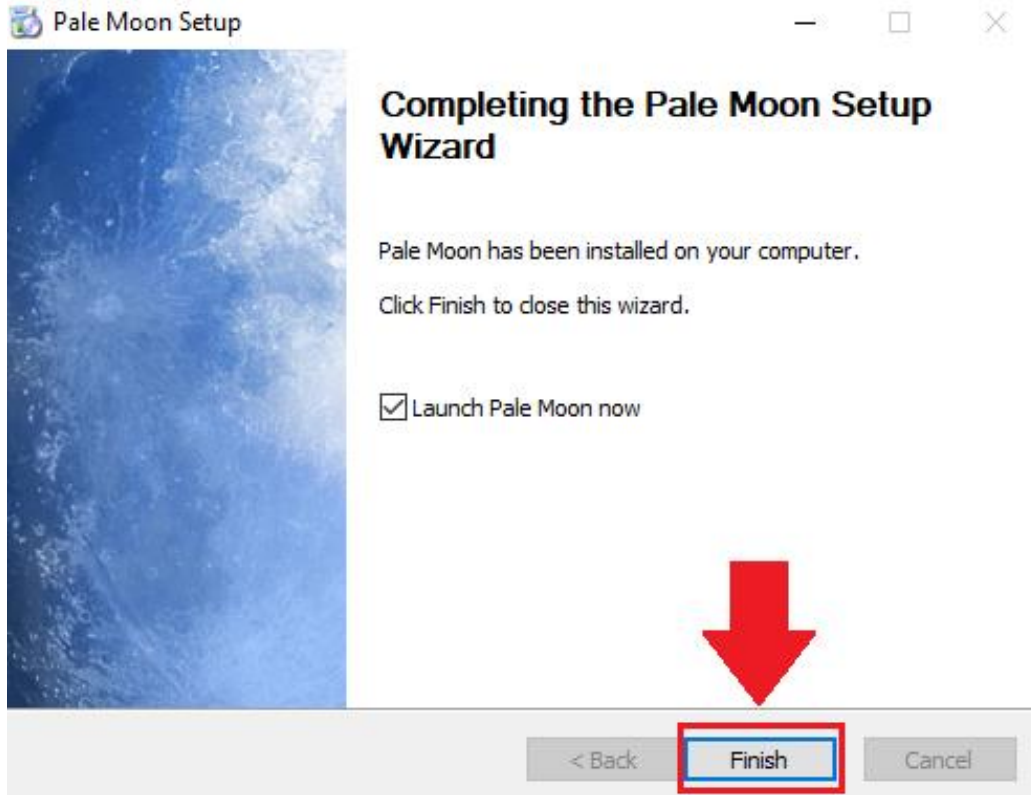 Pale Moon Setup
Completing the Pale Moon Setup
Wizard
Pale Moon has been installed on your computer.
Click Finish to close this wizard.
Launch Pale Moon now
< Back
Finish
Cancel